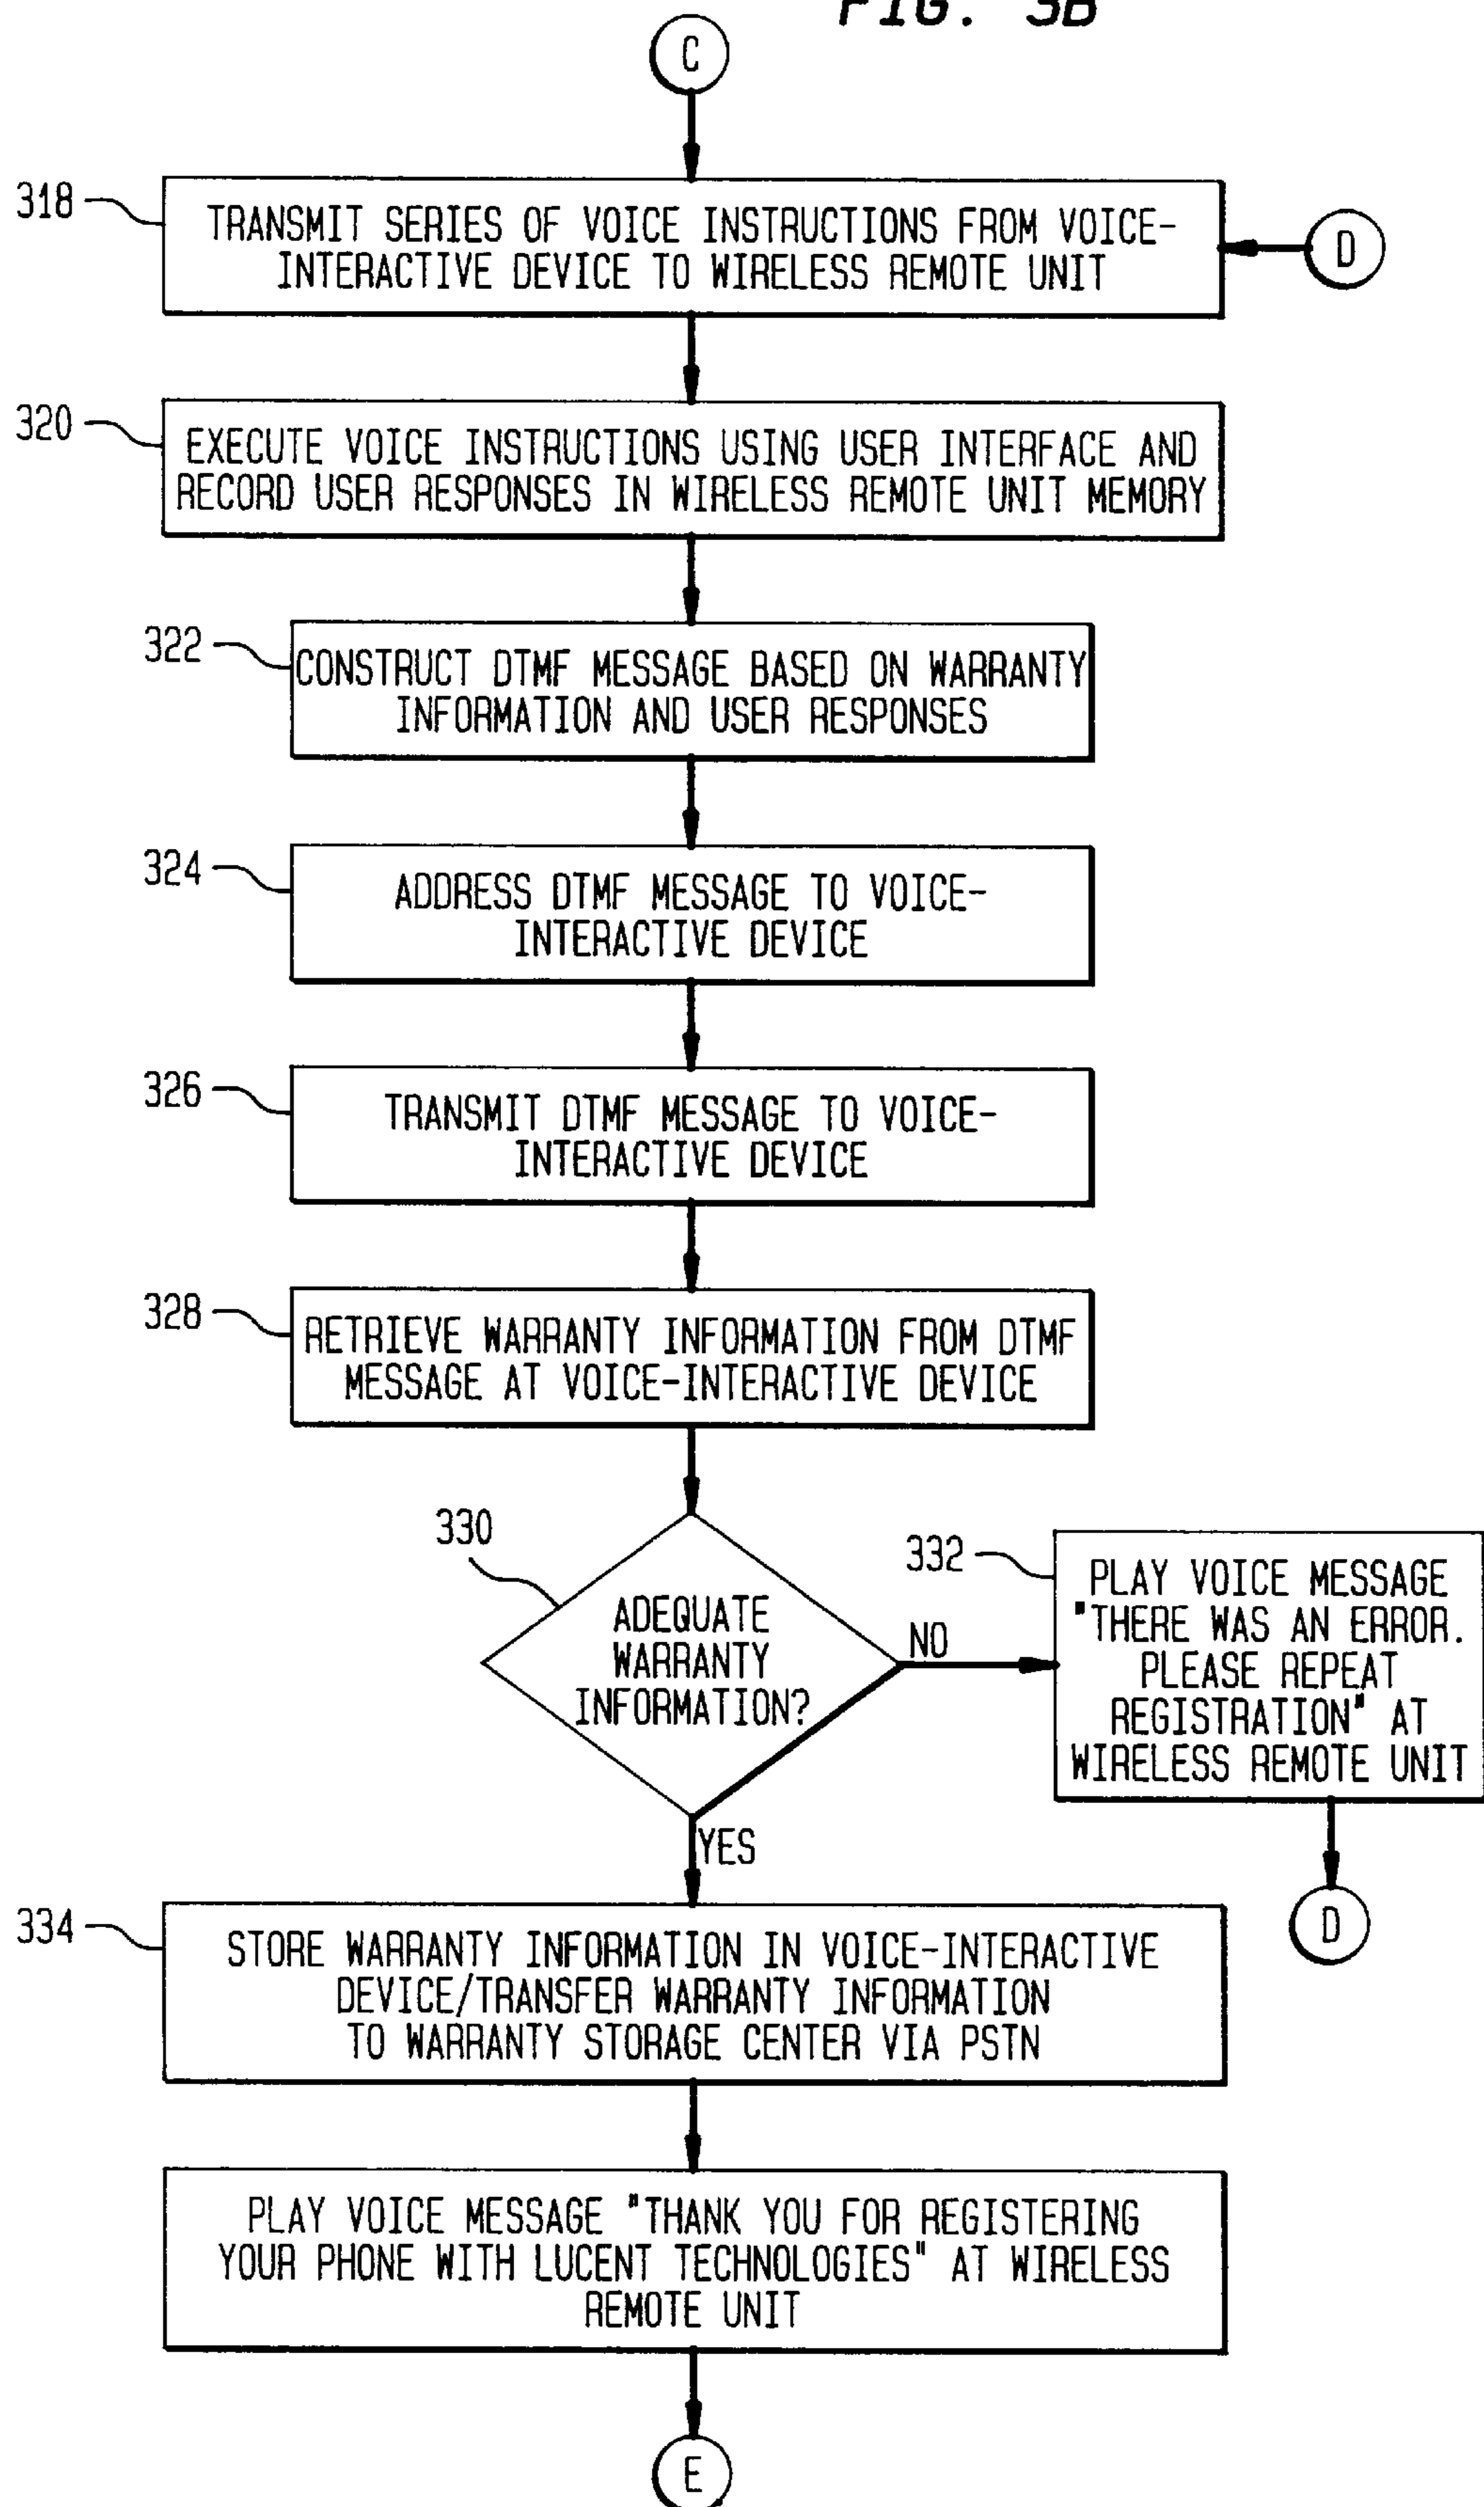 FIG. 3B
C
318
TRANSMIT SERIES OF VOICE INSTRUCTIONS FROM VOICE-
INTERACTIVE DEVICE TO WIRELESS REMOTE UNIT
D
320
EXECUTE VOICE INSTRUCTIONS USING USER INTERFACE AND
RECORD USER RESPONSES IN WIRELESS REMOTE UNIT MEMORY
322
CONSTRUCT DTMF MESSAGE BASED ON WARRANTY
INFORMATION AND USER RESPONSES
324
ADDRESS DTMF MESSAGE TO VOICE-
INTERACTIVE DEVICE
326
TRANSMIT DTMF MESSAGE TO VOICE-
INTERACTIVE DEVICE
328
RETRIEVE WARRANTY INFORMATION FROM DTMF
MESSAGE AT VOICE-INTERACTIVE DEVICE
330
ADEQUATE
WARRANTY
INFORMATION?
NO
332
PLAY VOICE MESSAGE
"THERE WAS AN ERROR.
PLEASE REPEAT
REGISTRATION" AT
WIRELESS REMOTE UNIT
D
YES
334
STORE WARRANTY INFORMATION IN VOICE-INTERACTIVE
DEVICE/TRANSFER WARRANTY INFORMATION
TO WARRANTY STORAGE CENTER VIA PSTN
PLAY VOICE MESSAGE "THANK YOU FOR REGISTERING
YOUR PHONE WITH LUCENT TECHNOLOGIES" AT WIRELESS
REMOTE UNIT
E